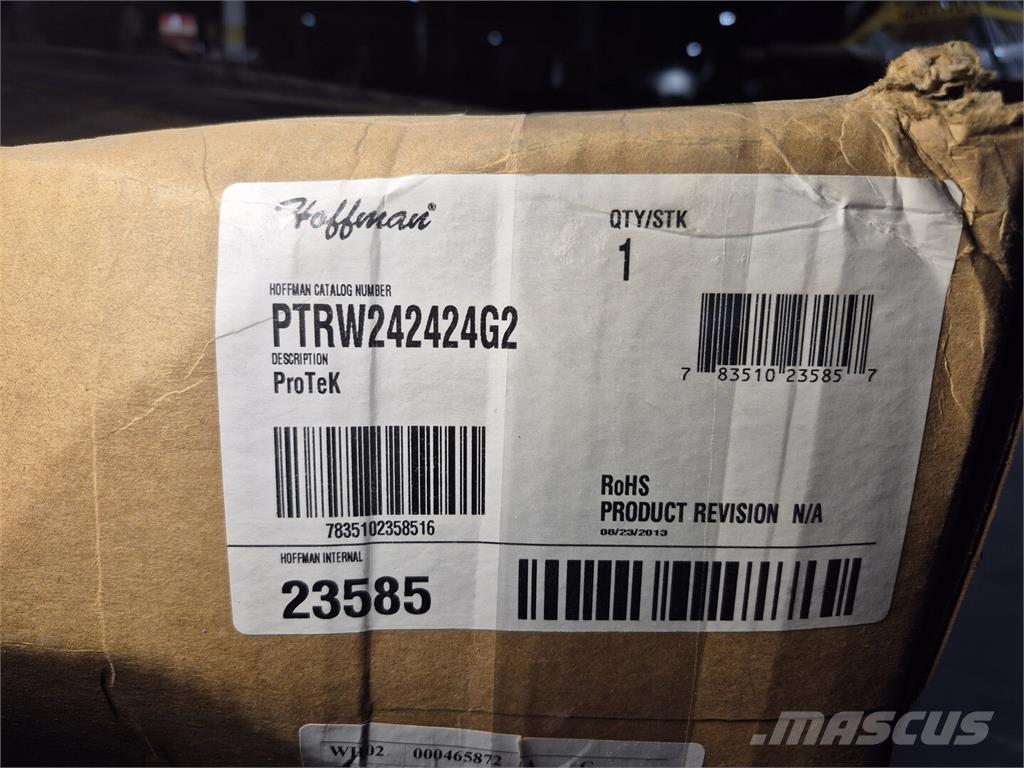 Hoffman®
QTY/STK
1
HOFFMAN CATALOG NUMBER
PTRW242424G2
DESCRIPTION
ProTeK
7 83510 23585 7
7835102358516
RoHS
PRODUCT REVISION N/A
08/23/2013
HOFFMAN INTERNAL
23585
WH02 000465872
MASCUS